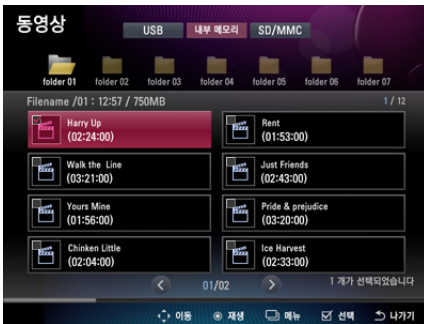 동영상
USB 내부 메모리 SD/MMC
folder 01 folder 02 folder 03 folder 04 folder 05 folder 06 folder 07
Filename /01 : 12:57 / 750MB 1 / 12
Harry Up
(02:24:00)
Rent
(01:53:00)
Walk the Line
(03:21:00)
Just Friends
(02:43:00)
Yours Mine
(01:56:00)
Pride & prejudice
(03:20:00)
Chinken Little
(02:04:00)
Ice Harvest
(02:33:00)
01/02
1 개가 선택되었습니다
이동 재생 메뉴 선택 나가기